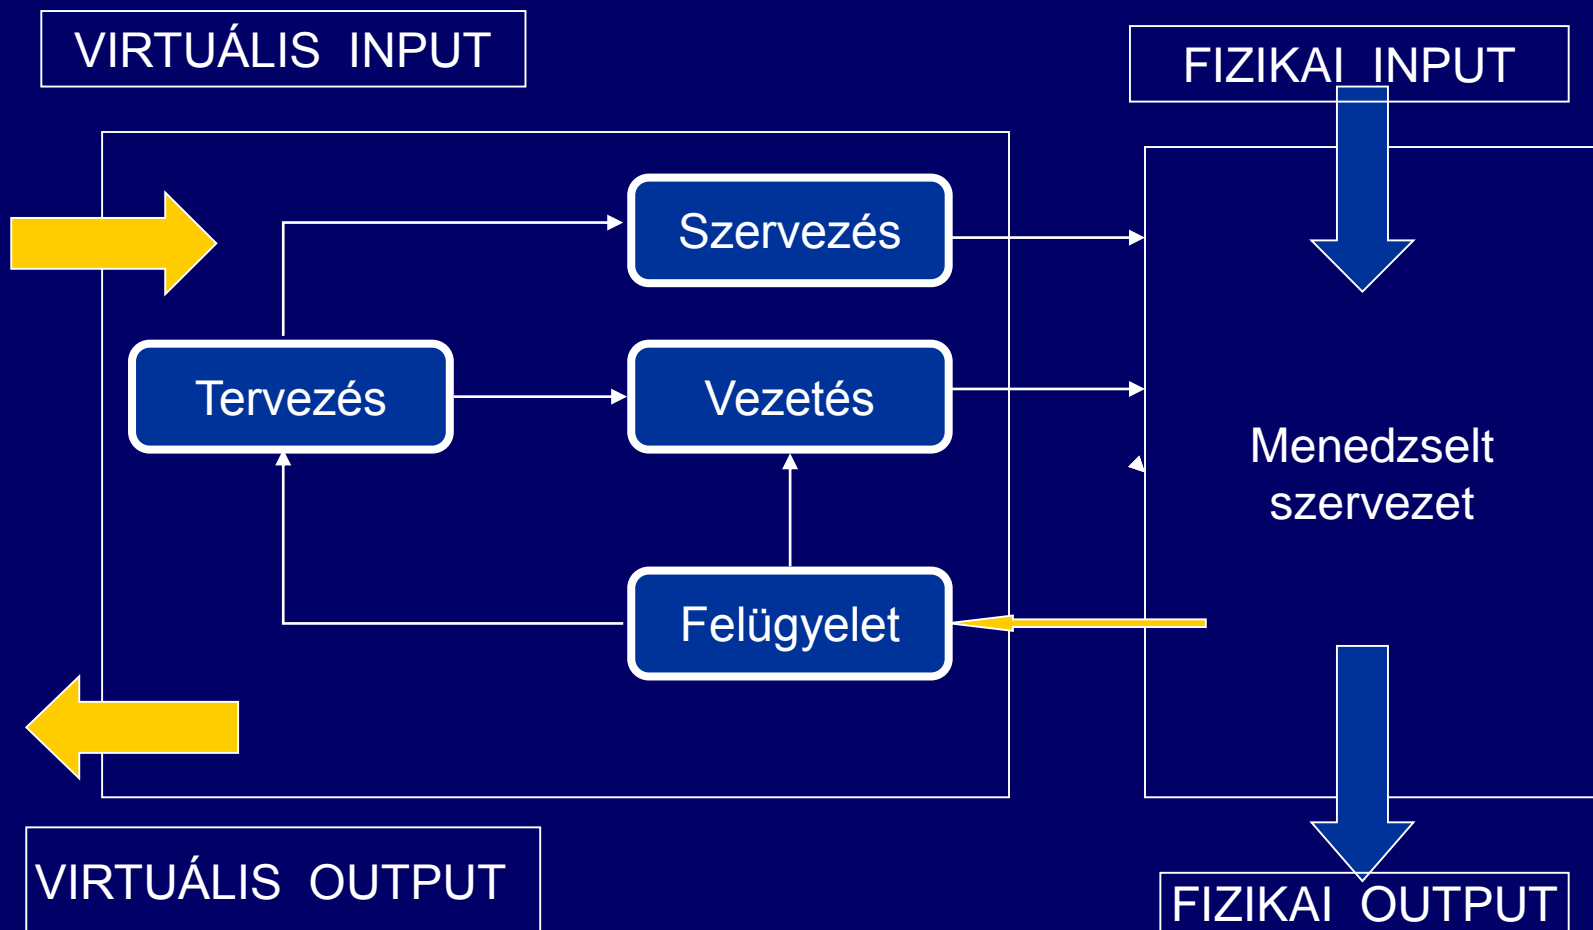 VIRTUÁLIS INPUT
FIZIKAI INPUT
Szervezés
Tervezés
Vezetés
Menedzselt
szervezet
Felügyelet
VIRTUÁLIS OUTPUT
FIZIKAI OUTPUT